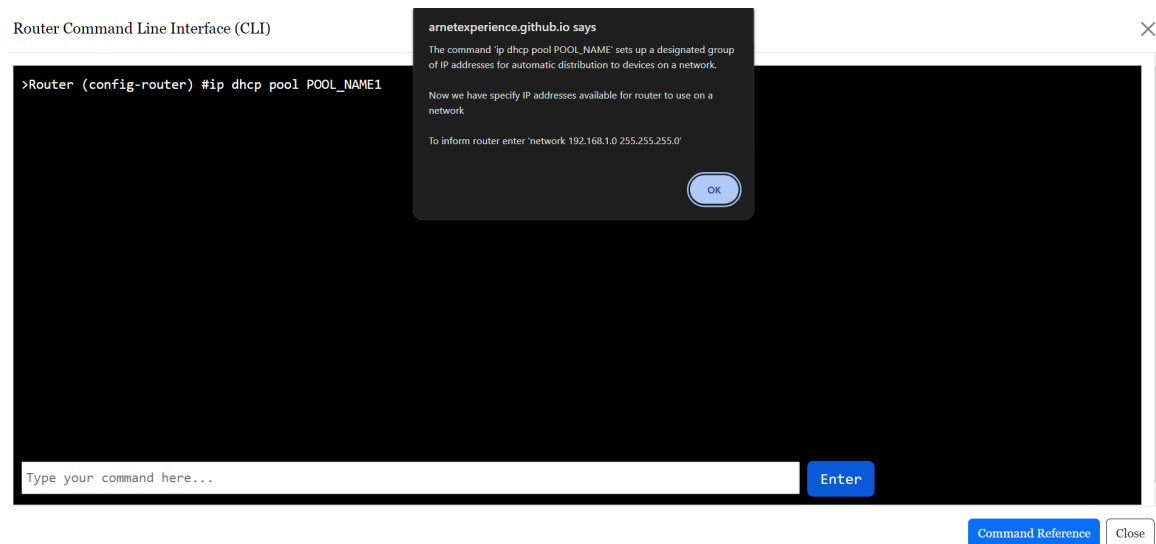 Router Command Line Interface (CLI)
arnetexperience.github.io says
The command 'ip dhcp pool POOL_NAME' sets up a designated group
of IP addresses for automatic distribution to devices on a network.
Now we have specify IP addresses available for router to use on a
network
To inform router enter 'network 192.168.1.0 255.255.255.0'
OK
>Router (config-router) #ip dhcp pool POOL_NAME1
Type your command here...
Enter
Command Reference
Close